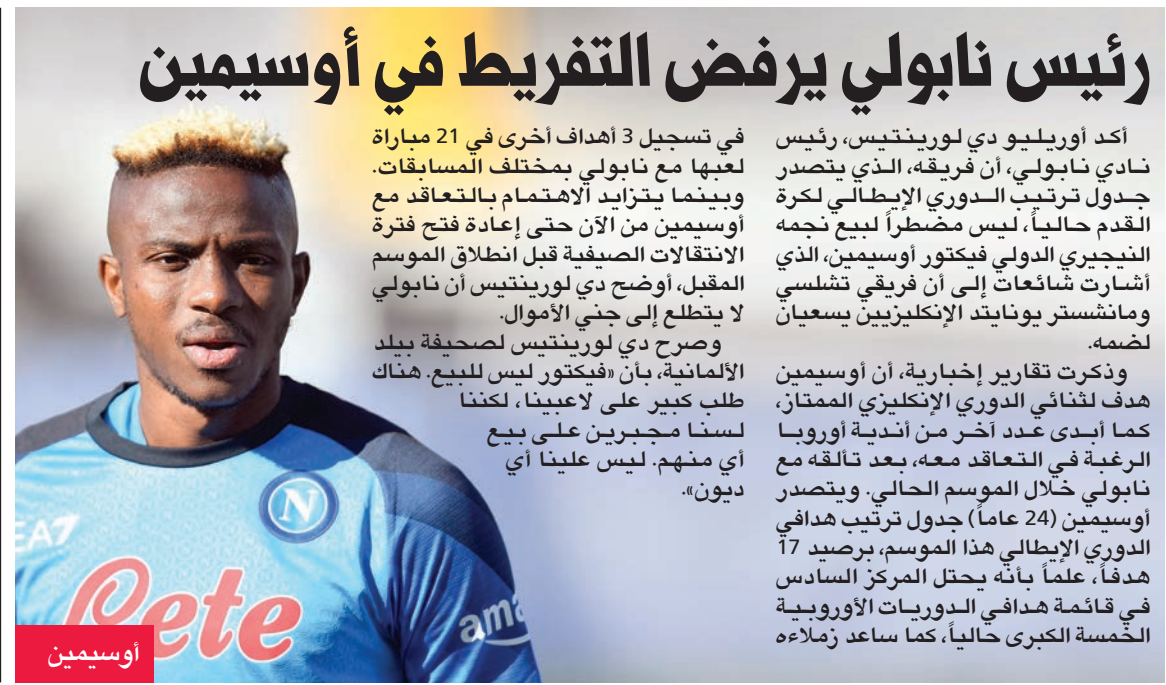 رئيس نابولي يرفض التفريط في أوسيمين
أكد أوريليو دي لورينتيس، رئيس
نادي نابولي، أن فريقه، الذي يتصدر
جدول ترتيب الدوري الإيطالي لكرة
القدم حالياً، ليس مضطراً لبيع نجمه
النيجيري الدولي فيكتور أوسيمين، الذي
أشارت شائعات إلى أن فريقي تشلسي
ومانشستر يونايتد الإنكليزيين يسعيان
لضمه.
وذكرت تقارير إخبارية، أن أوسيمين
هدف لثنائي الدوري الإنكليزي الممتاز،
كما أبدى عدد آخر من أندية أوروبا
الرغبة في التعاقد معه، بعد تألقه مع
نابولي خلال الموسم الحالي. ويتصدر
أوسيمين (24 عاماً) جدول ترتيب هدافي
الدوري الإيطالي هذا الموسم، برصيد 17
هدفاً، علماً بأنه يحتل المركز السادس
في قائمة هدافي الدوريات الأوروبية
الخمسة الكبرى حالياً، كما ساعد زملاءه
في تسجيل 3 أهداف أخرى في 21 مباراة
لعبها مع نابولي بمختلف المسابقات.
وبينما يتزايد الاهتمام بالتعاقد مع
أوسيمين من الآن حتى إعادة فتح فترة
الانتقالات الصيفية قبل انطلاق الموسم
المقبل، أوضح دي لورينتيس أن نابولي
لا يتطلع إلى جني الأموال.
وصرح دي لورينتيس لصحيفة بيلد
الألمانية، بأن «فيكتور ليس للبيع. هناك
طلب كبير على لاعبينا، لكننا
لسنا مجبرين على بيع
أي منهم. ليس علينا أي
ديون».
N
EA7
Pete
ama
أوسيمين